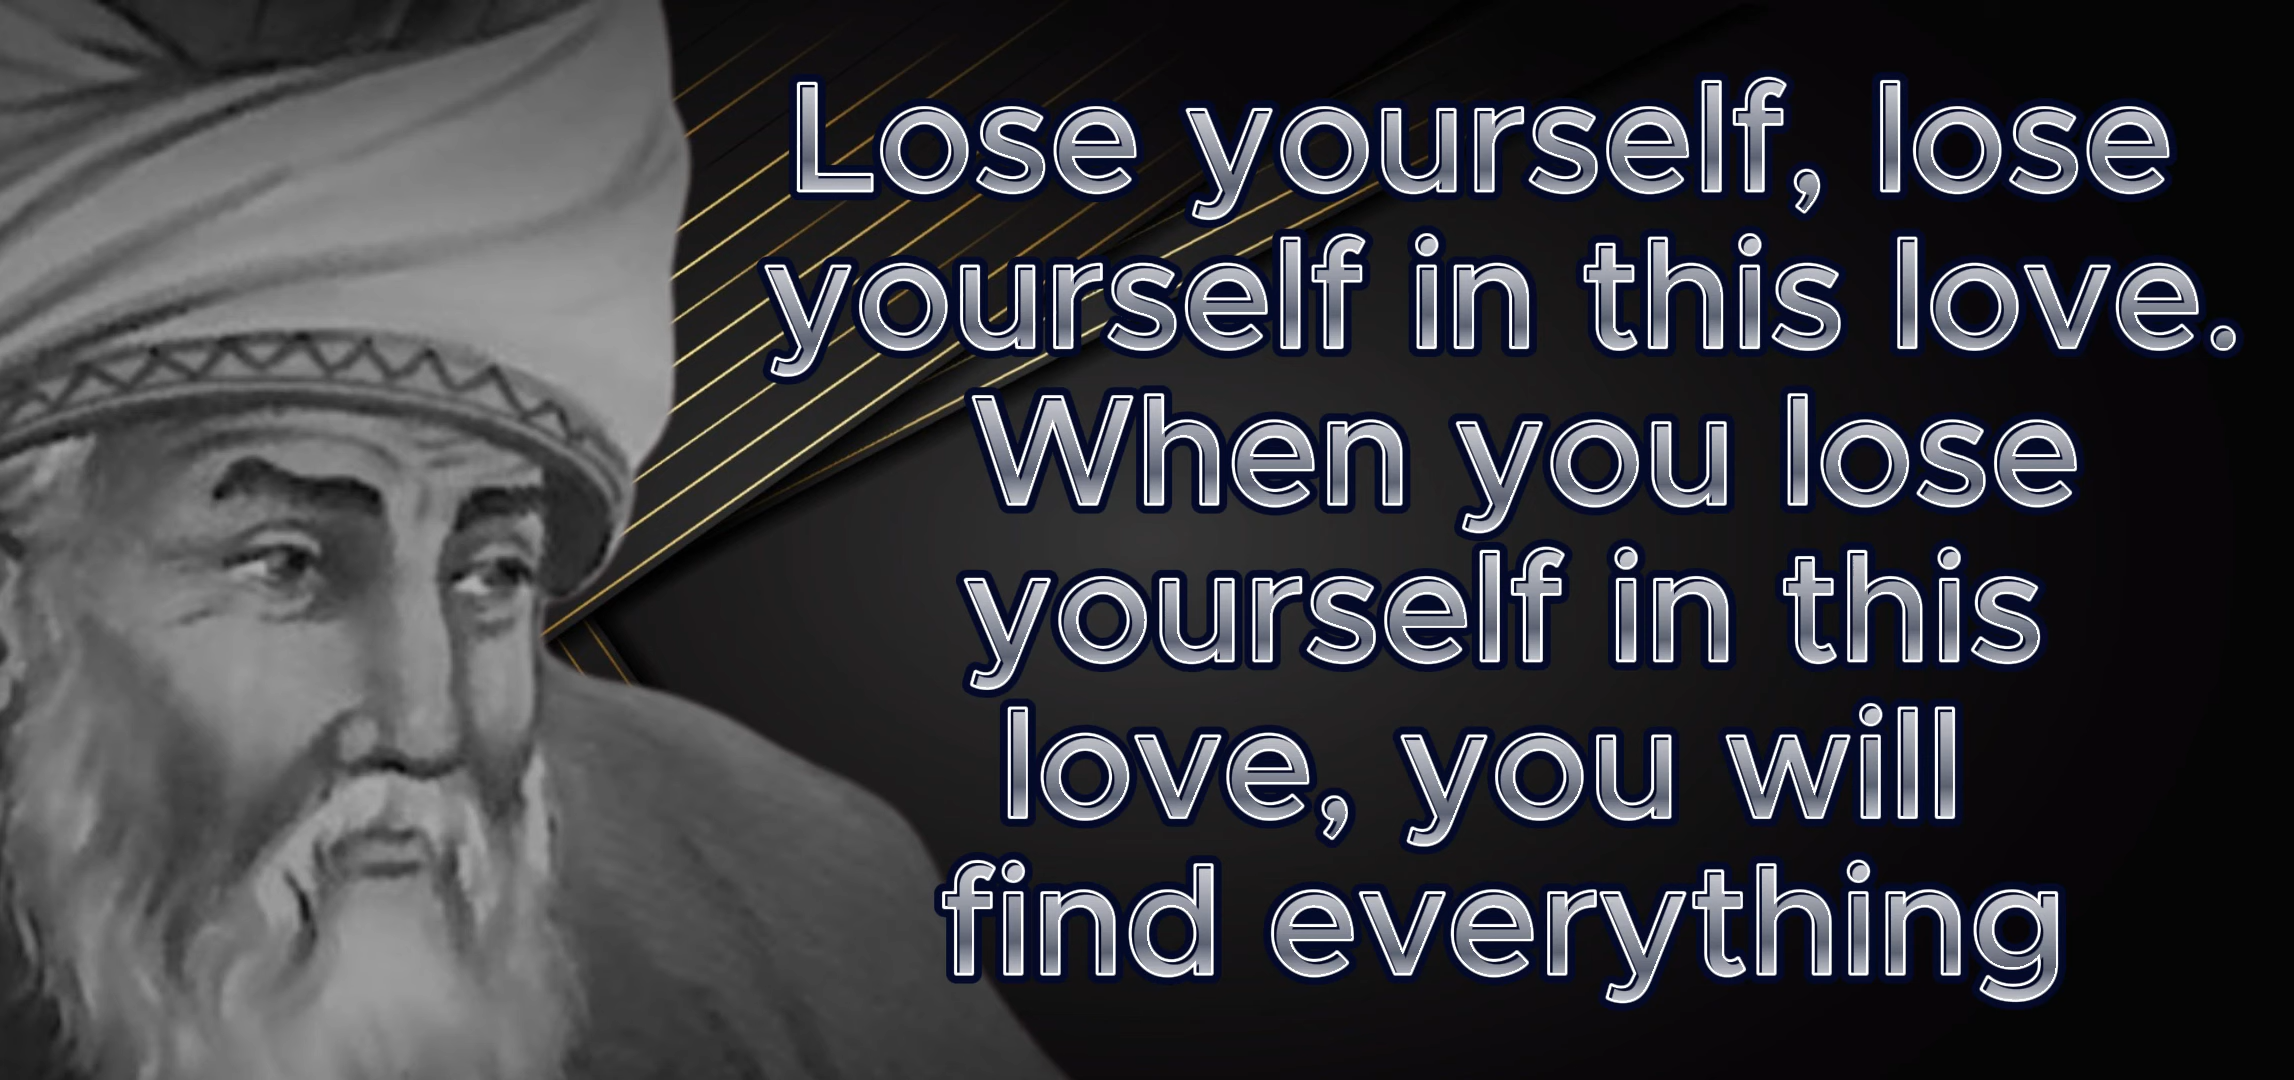 Lose yourself, lose
yourself in this love.
When you lose
yourself in this
love, you will
find everything